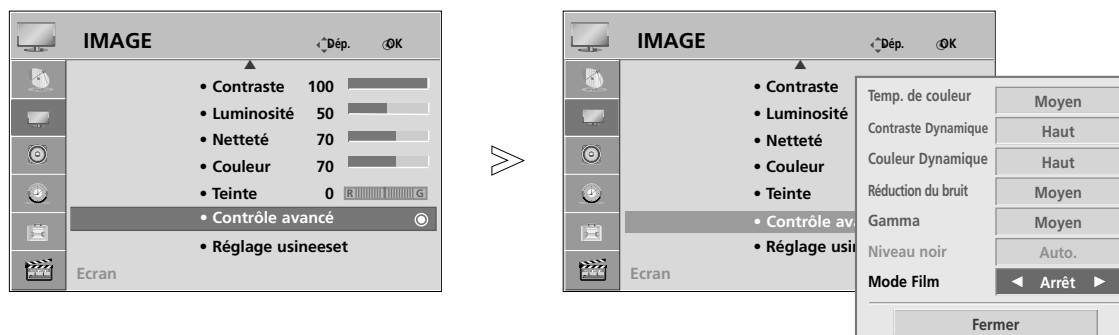 IMAGE
Dép. OK
• Contraste 100
• Luminosité 50
• Netteté 70
• Couleur 70
• Teinte 0 R G
• Contrôle avancé
• Réglage usineeset
Ecran
IMAGE
Dép. OK
• Contraste
• Luminosité
• Netteté
• Couleur
• Teinte
• Contrôle av
• Réglage usi
Ecran
Temp. de couleur Moyen
Contraste Dynamique Haut
Couleur Dynamique Haut
Réduction du bruit Moyen
Gamma Moyen
Niveau noir Auto.
Mode Film Arrêt
Fermer